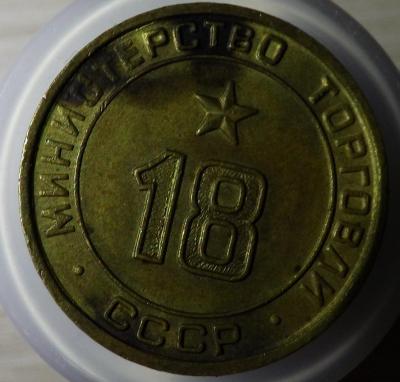 МИНИСТЕРСТВО ТОРГОВЛИ
· СССР ·
18